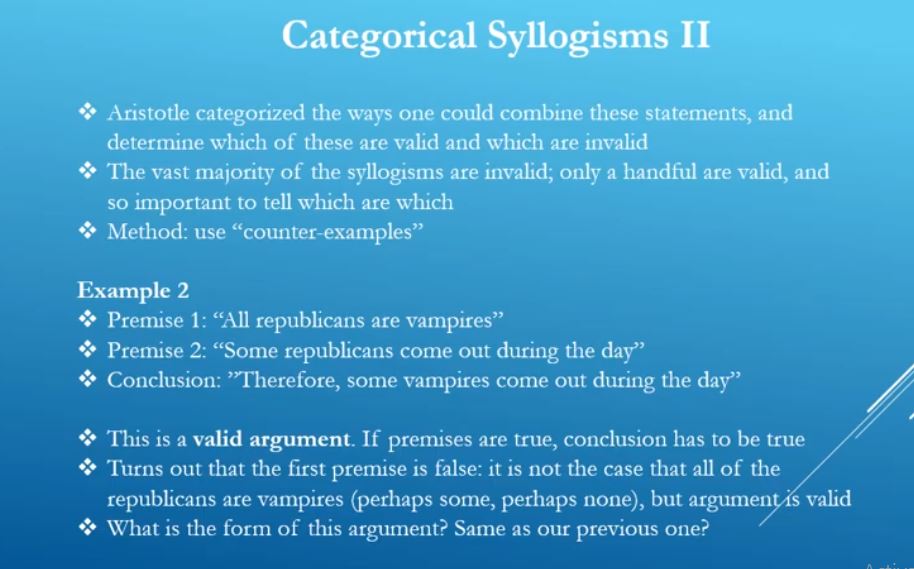 Categorical Syllogisms II
❖ Aristotle categorized the ways one could combine these statements, and
determine which of these are valid and which are invalid
❖ The vast majority of the syllogisms are invalid; only a handful are valid, and
so important to tell which are which
❖ Method: use “counter-examples”
Example 2
❖ Premise 1: “All republicans are vampires”
❖ Premise 2: “Some republicans come out during the day”
❖ Conclusion: ”Therefore, some vampires come out during the day”
❖ This is a valid argument. If premises are true, conclusion has to be true
❖ Turns out that the first premise is false: it is not the case that all of the
republicans are vampires (perhaps some, perhaps none), but argument is valid
❖ What is the form of this argument? Same as our previous one?